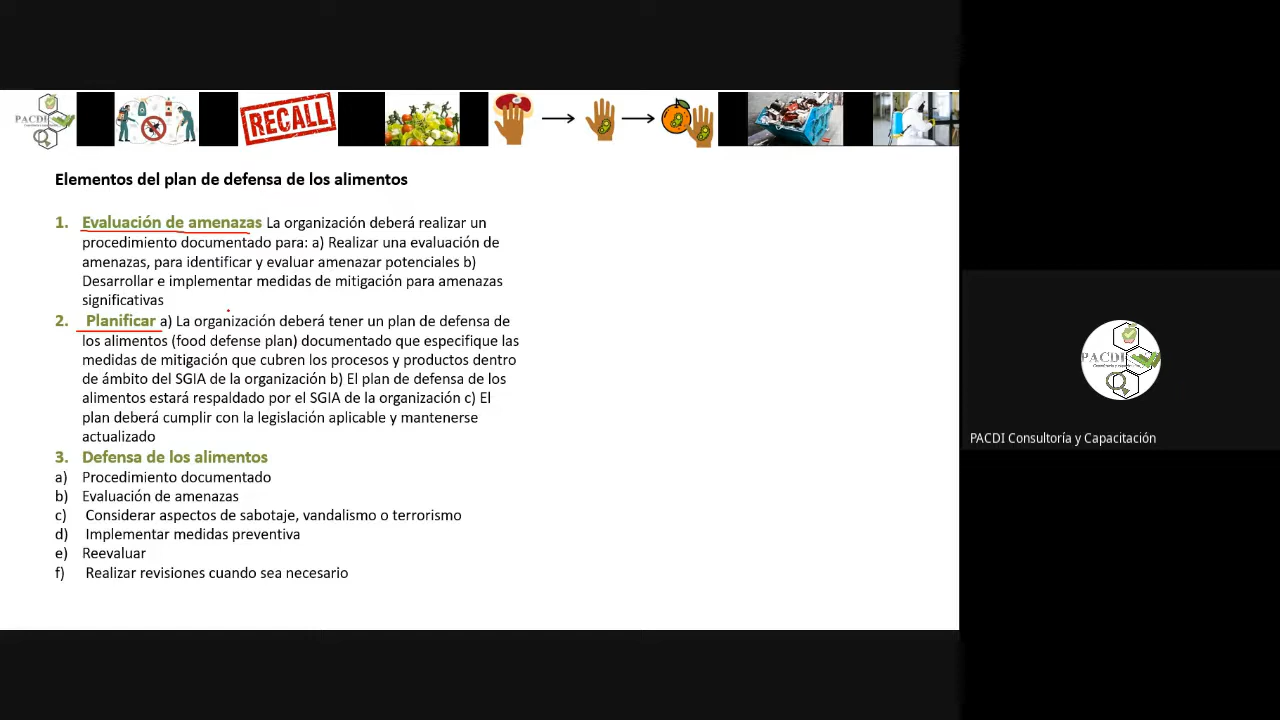 PACDI
RECALL
Elementos del plan de defensa de los alimentos
1. Evaluación de amenazas La organización deberá realizar un
procedimiento documentado para: a) Realizar una evaluación de
amenazas, para identificar y evaluar amenazar potenciales b)
Desarrollar e implementar medidas de mitigación para amenazas
significativas
2. Planificar a) La organización deberá tener un plan de defensa de
los alimentos (food defense plan) documentado que especifique las
medidas de mitigación que cubren los procesos y productos dentro
de ámbito del SGIA de la organización b) El plan de defensa de los
alimentos estará respaldado por el SGIA de la organización c) El
plan deberá cumplir con la legislación aplicable y mantenerse
actualizado
3. Defensa de los alimentos
a) Procedimiento documentado
b) Evaluación de amenazas
c) Considerar aspectos de sabotaje, vandalismo o terrorismo
d) Implementar medidas preventiva
e) Reevaluar
f) Realizar revisiones cuando sea necesario
PACDI
PACDI Consultoría y Capacitación